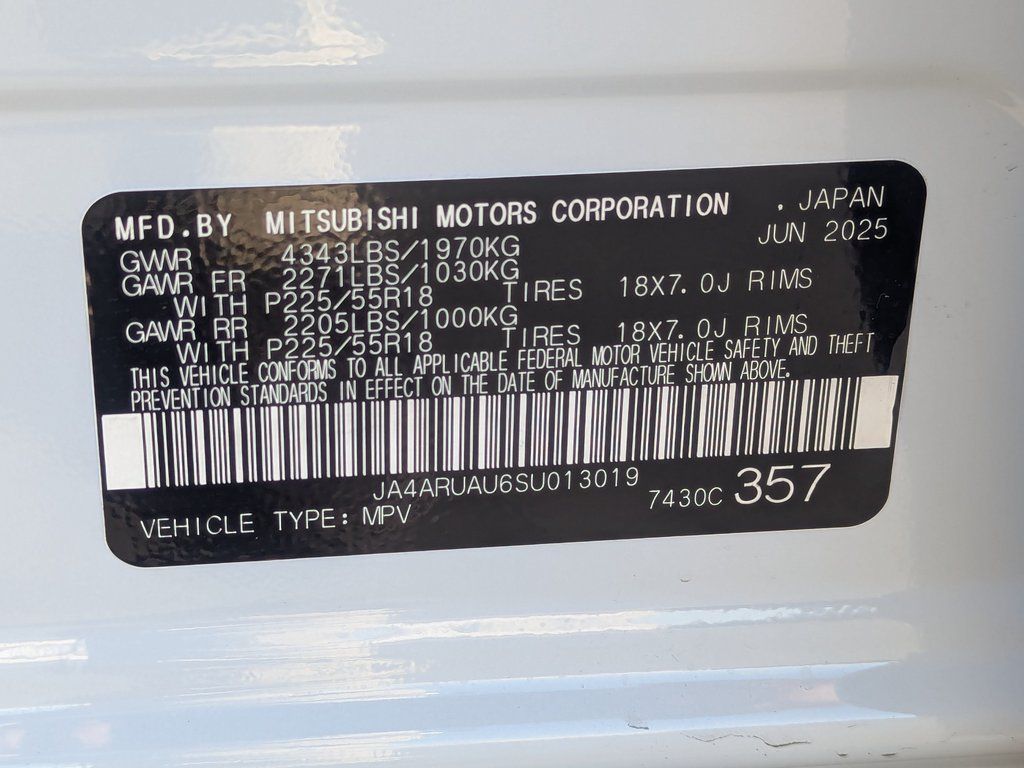 MFD.BY MITSUBISHI MOTORS CORPORATION . JAPAN
JUN 2025
GVWR 4343LBS/1970KG
GAWR FR 2271LBS/1030KG
WITH P225/55R18 TIRES 18X7.0J RIMS
GAWR RR 2205LBS/1000KG
WITH P225/55R18 TIRES 18X7.0J RIMS
THIS VEHICLE CONFORMS TO ALL APPLICABLE FEDERAL MOTOR VEHICLE SAFETY AND THEFT
PREVENTION STANDARDS IN EFFECT ON THE DATE OF MANUFACTURE SHOWN ABOVE.
JA4ARUAU6SU013019
7430C 357
VEHICLE TYPE: MPV